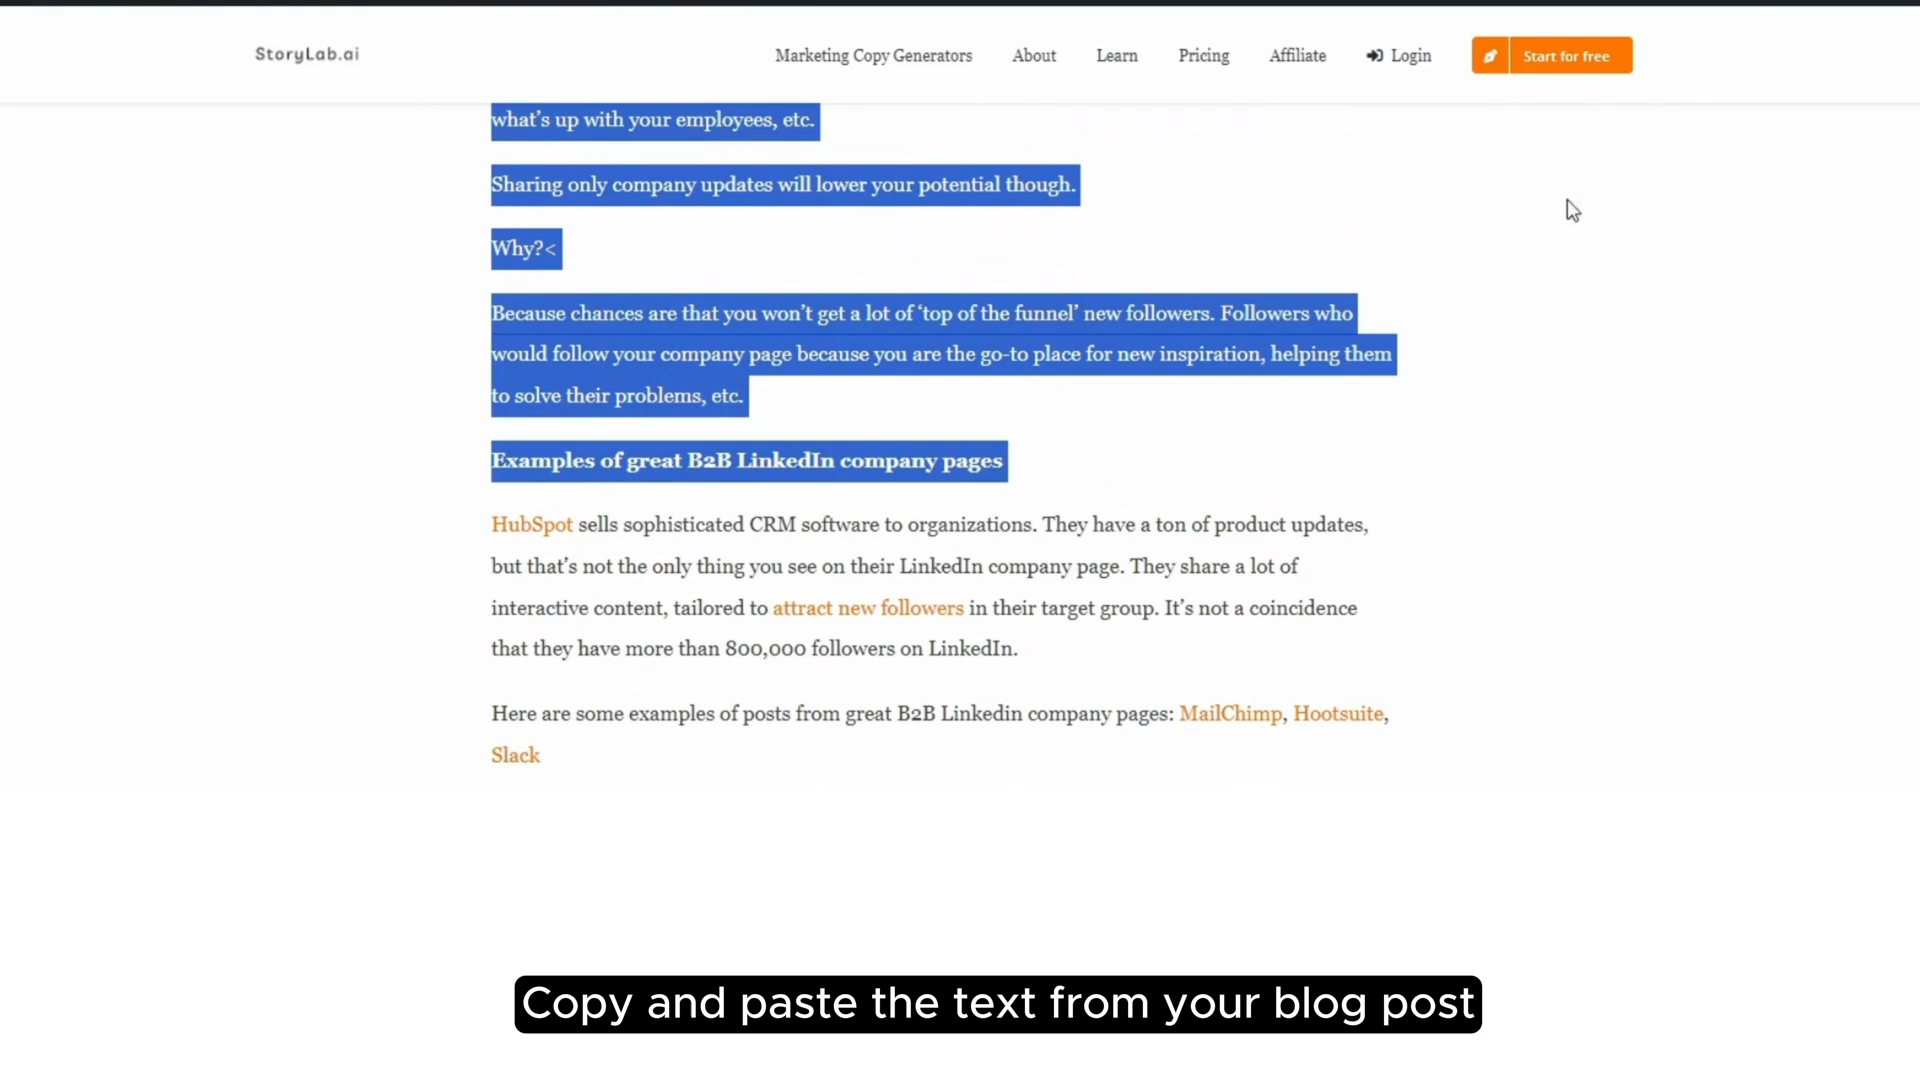 StoryLab.ai
Marketing Copy Generators
About
Learn
Pricing
Affiliate
Login
Start for free
what’s up with your employees, etc.
Sharing only company updates will lower your potential though.
Why?<
Because chances are that you won’t get a lot of ‘top of the funnel’ new followers. Followers who
would follow your company page because you are the go-to place for new inspiration, helping them
to solve their problems, etc.
Examples of great B2B LinkedIn company pages
HubSpot sells sophisticated CRM software to organizations. They have a ton of product updates,
but that’s not the only thing you see on their LinkedIn company page. They share a lot of
interactive content, tailored to attract new followers in their target group. It’s not a coincidence
that they have more than 800,000 followers on LinkedIn.
Here are some examples of posts from great B2B Linkedin company pages: MailChimp, Hootsuite,
Slack
Copy and paste the text from your blog post